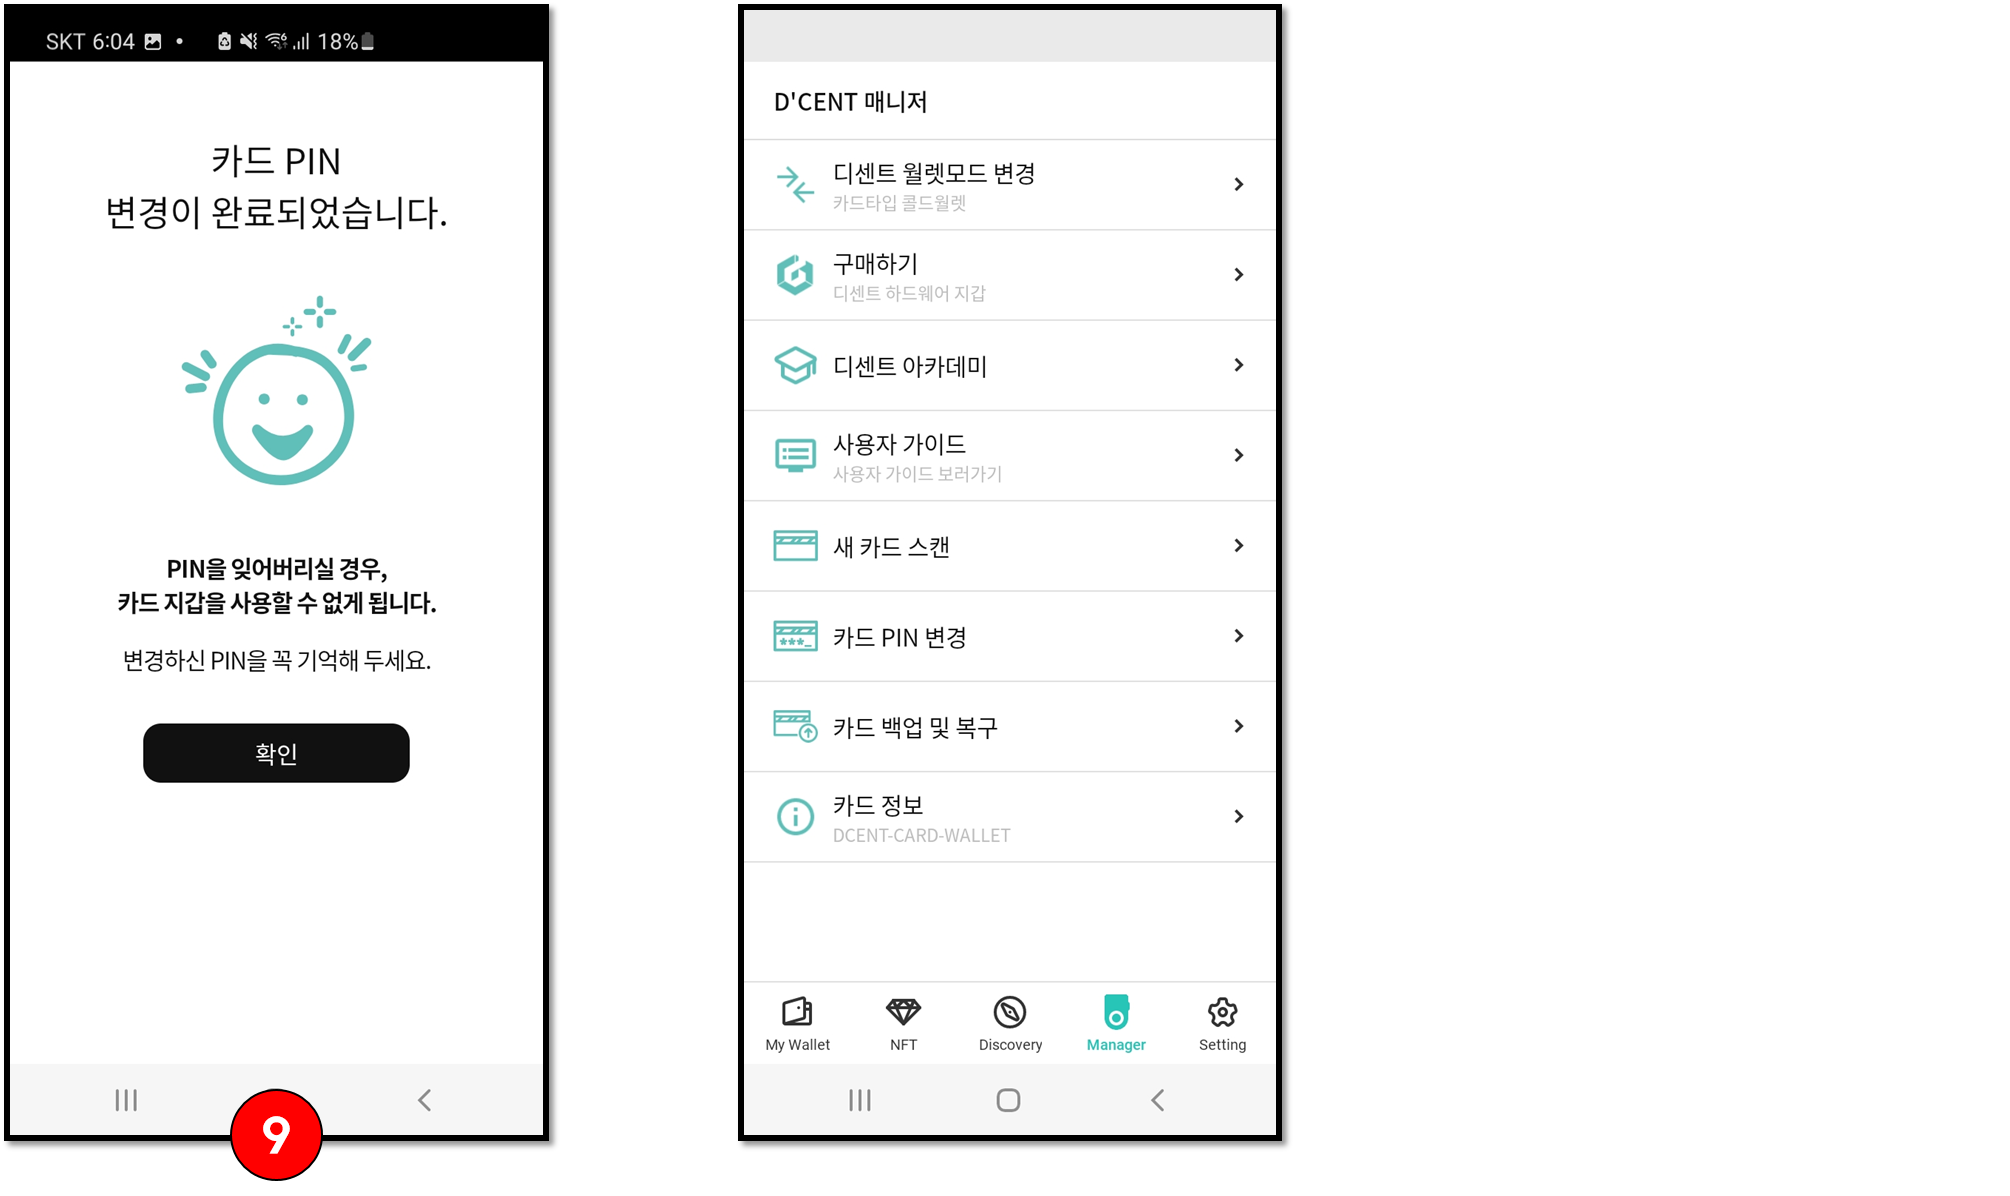 SKT 6:04 18%
카드 PIN
변경이 완료되었습니다.
PIN을 잊어버리실 경우,
카드 지갑을 사용할 수 없게 됩니다.
변경하신 PIN을 꼭 기억해 두세요.
확인
9
D'CENT 매니저
디센트 월렛모드 변경
카드타입 콜드월렛
구매하기
디센트 하드웨어 지갑
디센트 아카데미
사용자 가이드
사용자 가이드 보러가기
새 카드 스캔
***_
카드 PIN 변경
카드 백업 및 복구
카드 정보
DCENT-CARD-WALLET
My Wallet
NFT
Discovery
Manager
Setting